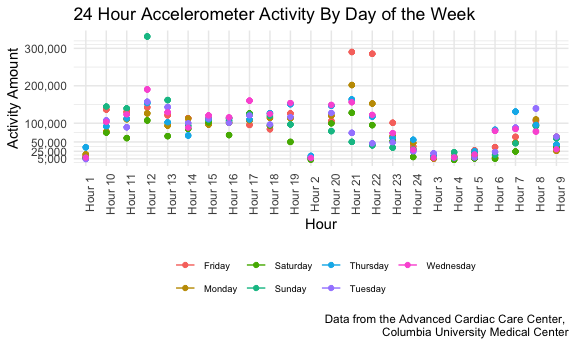 24 Hour Accelerometer Activity By Day of the Week
Activity Amount
300,000
200,000
100,000
50,000
25,000
5,000
Hour 1
Hour 10
Hour 11
Hour 12
Hour 13
Hour 14
Hour 15
Hour 16
Hour 17
Hour 18
Hour 19
Hour 2
Hour 20
Hour 21
Hour 22
Hour 23
Hour 24
Hour 3
Hour 4
Hour 5
Hour 6
Hour 7
Hour 8
Hour 9
Hour
Friday Saturday Thursday Wednesday
Monday Sunday Tuesday
Data from the Advanced Cardiac Care Center,
Columbia University Medical Center